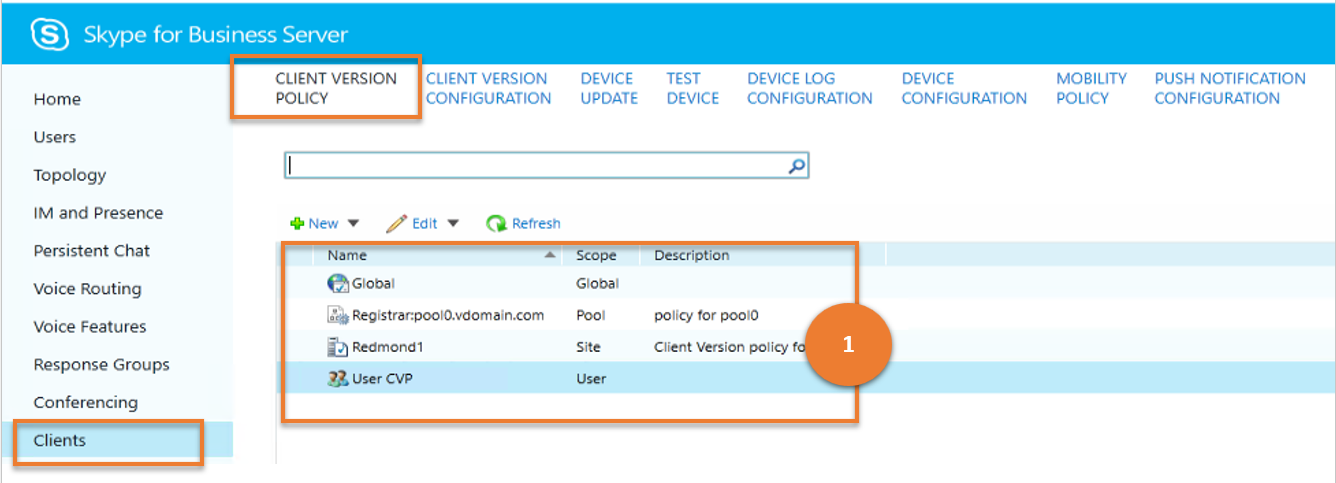 Skype for Business Server
CLIENT VERSION POLICY
CLIENT VERSION CONFIGURATION
DEVICE UPDATE
TEST DEVICE
DEVICE LOG CONFIGURATION
DEVICE CONFIGURATION
MOBILITY POLICY
PUSH NOTIFICATION CONFIGURATION
Home
Users
Topology
IM and Presence
Persistent Chat
Voice Routing
Voice Features
Response Groups
Conferencing
Clients
New Edit Refresh
Name Scope Description
Global Global
Registrar:pool0.vdomain.com Pool policy for pool0
Redmond1 Site Client Version policy
User CVP User
1